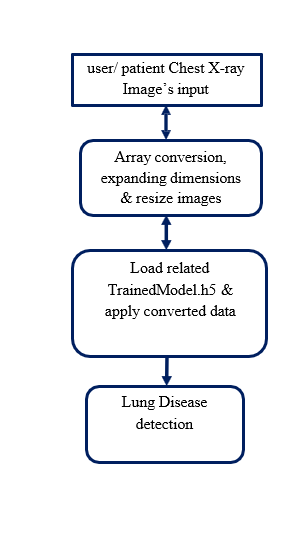 user/ patient Chest X-ray
Image’s input
Array conversion,
expanding dimensions
& resize images
Load related
TrainedModel.h5 &
apply converted data
Lung Disease
detection